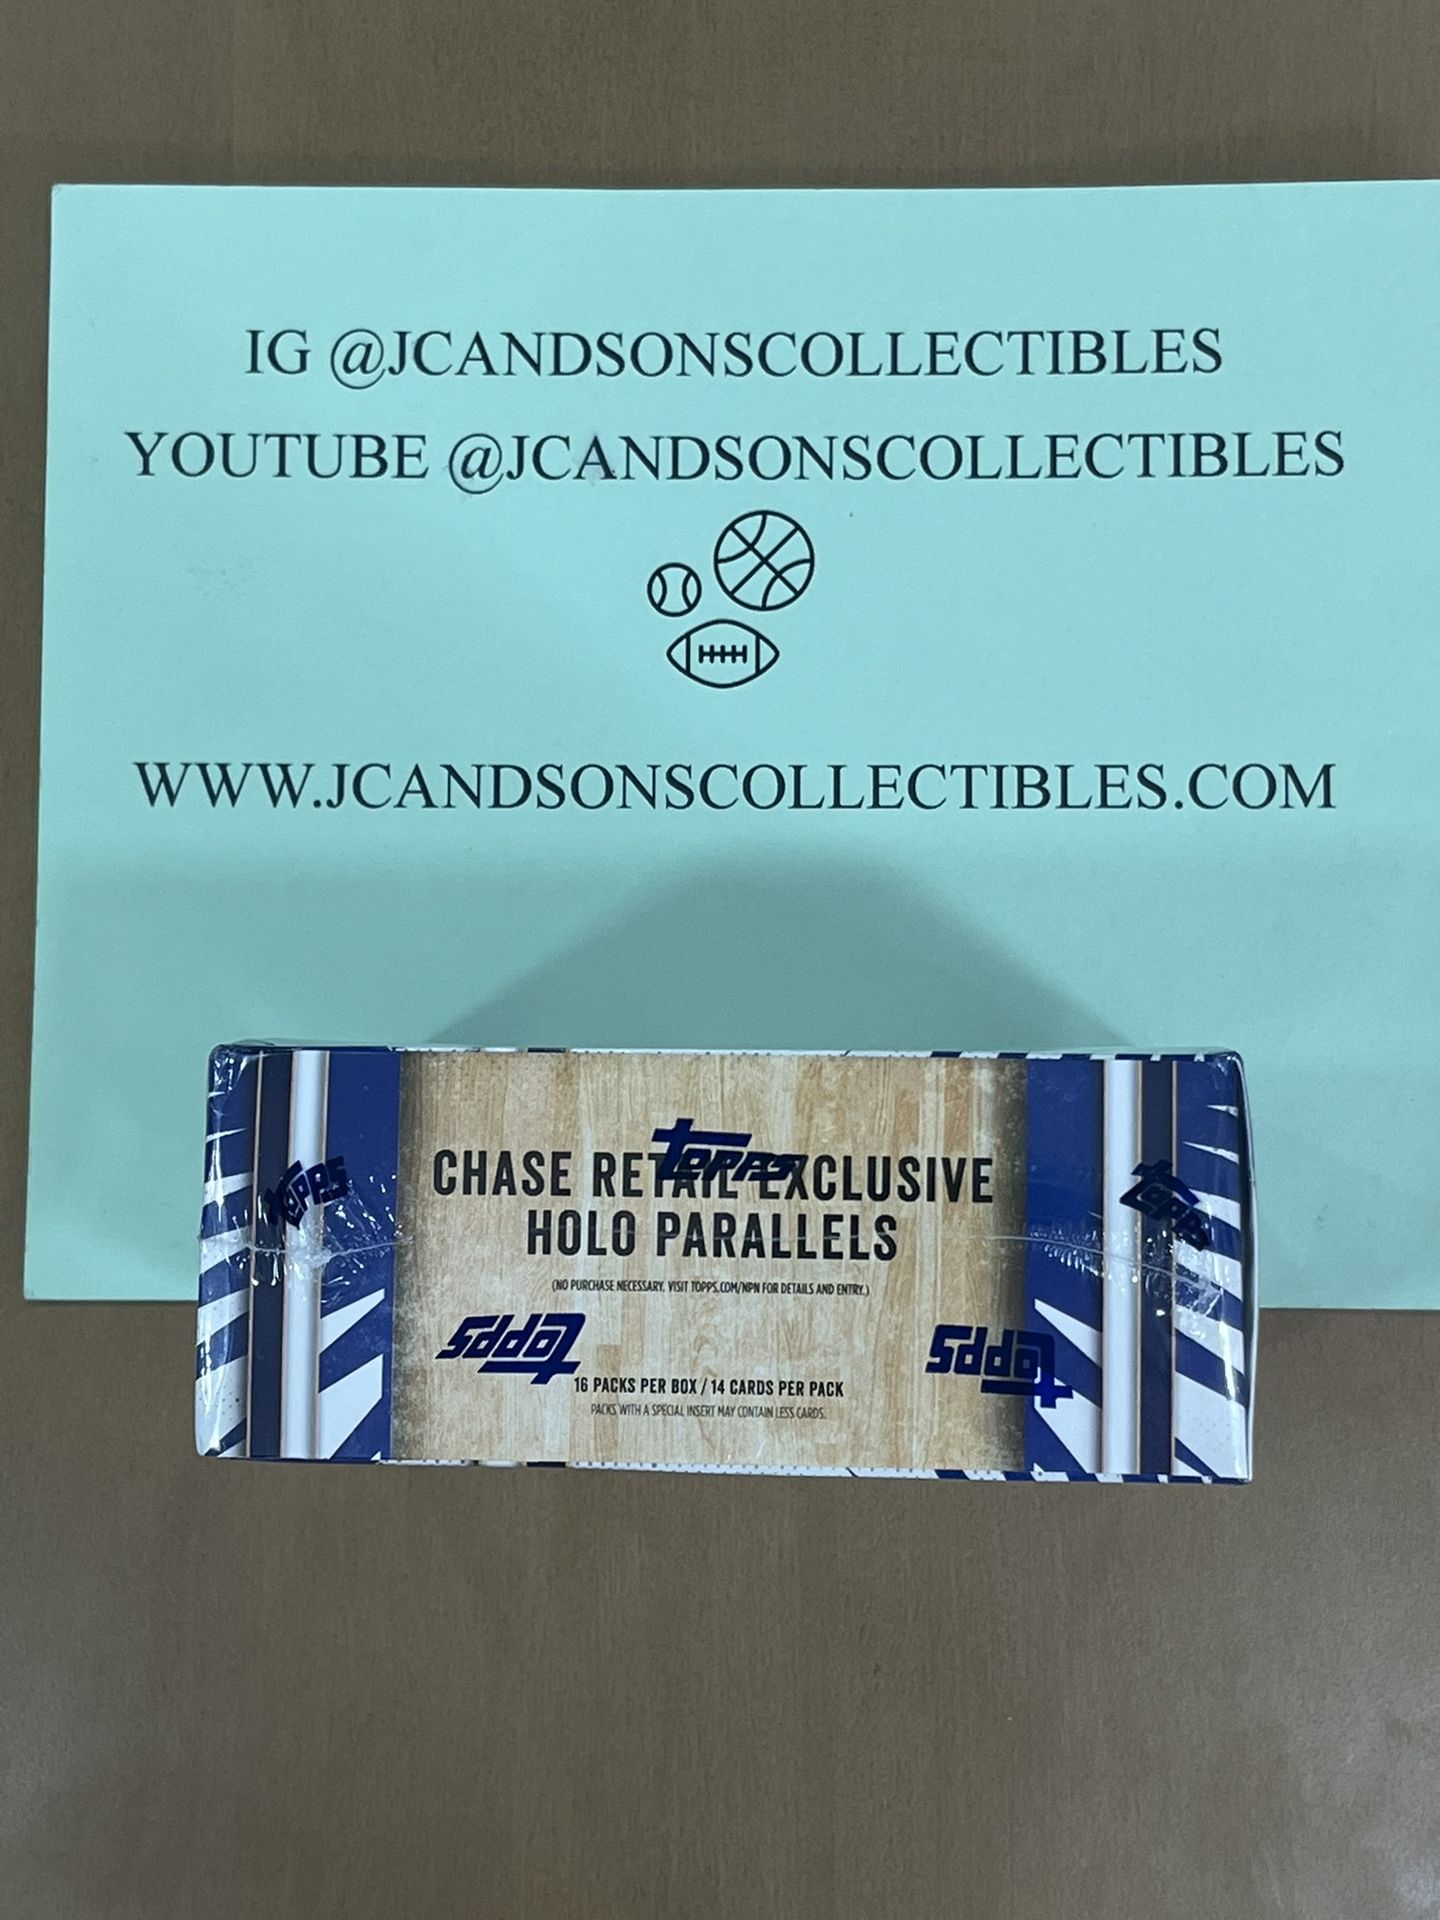 IG @JCANDSONSCOLLECTIBLES
YOUTUBE @JCANDSONSCOLLECTIBLES
WWW.JCANDSONSCOLLECTIBLES.COM
topps
topps
topps
CHASE RETAIL EXCLUSIVE
HOLO PARALLELS
(NO PURCHASE NECESSARY. VISIT TOPPS.COM/NPN FOR DETAILS AND ENTRY.)
topps
topps
16 PACKS PER BOX / 14 CARDS PER PACK
PACKS WITH A SPECIAL INSERT MAY CONTAIN LESS CARDS.